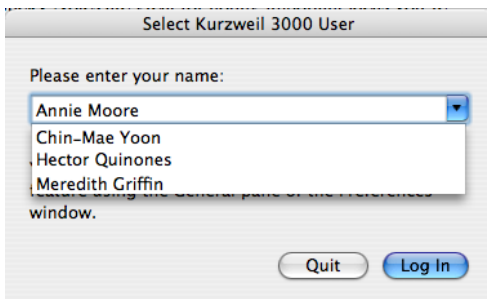 Select Kurzweil 3000 User
Please enter your name:
Annie Moore
Chin-Mae Yoon
Hector Quinones
Meredith Griffin
feature using the General pane of the Preferences
window.
Quit
Log In